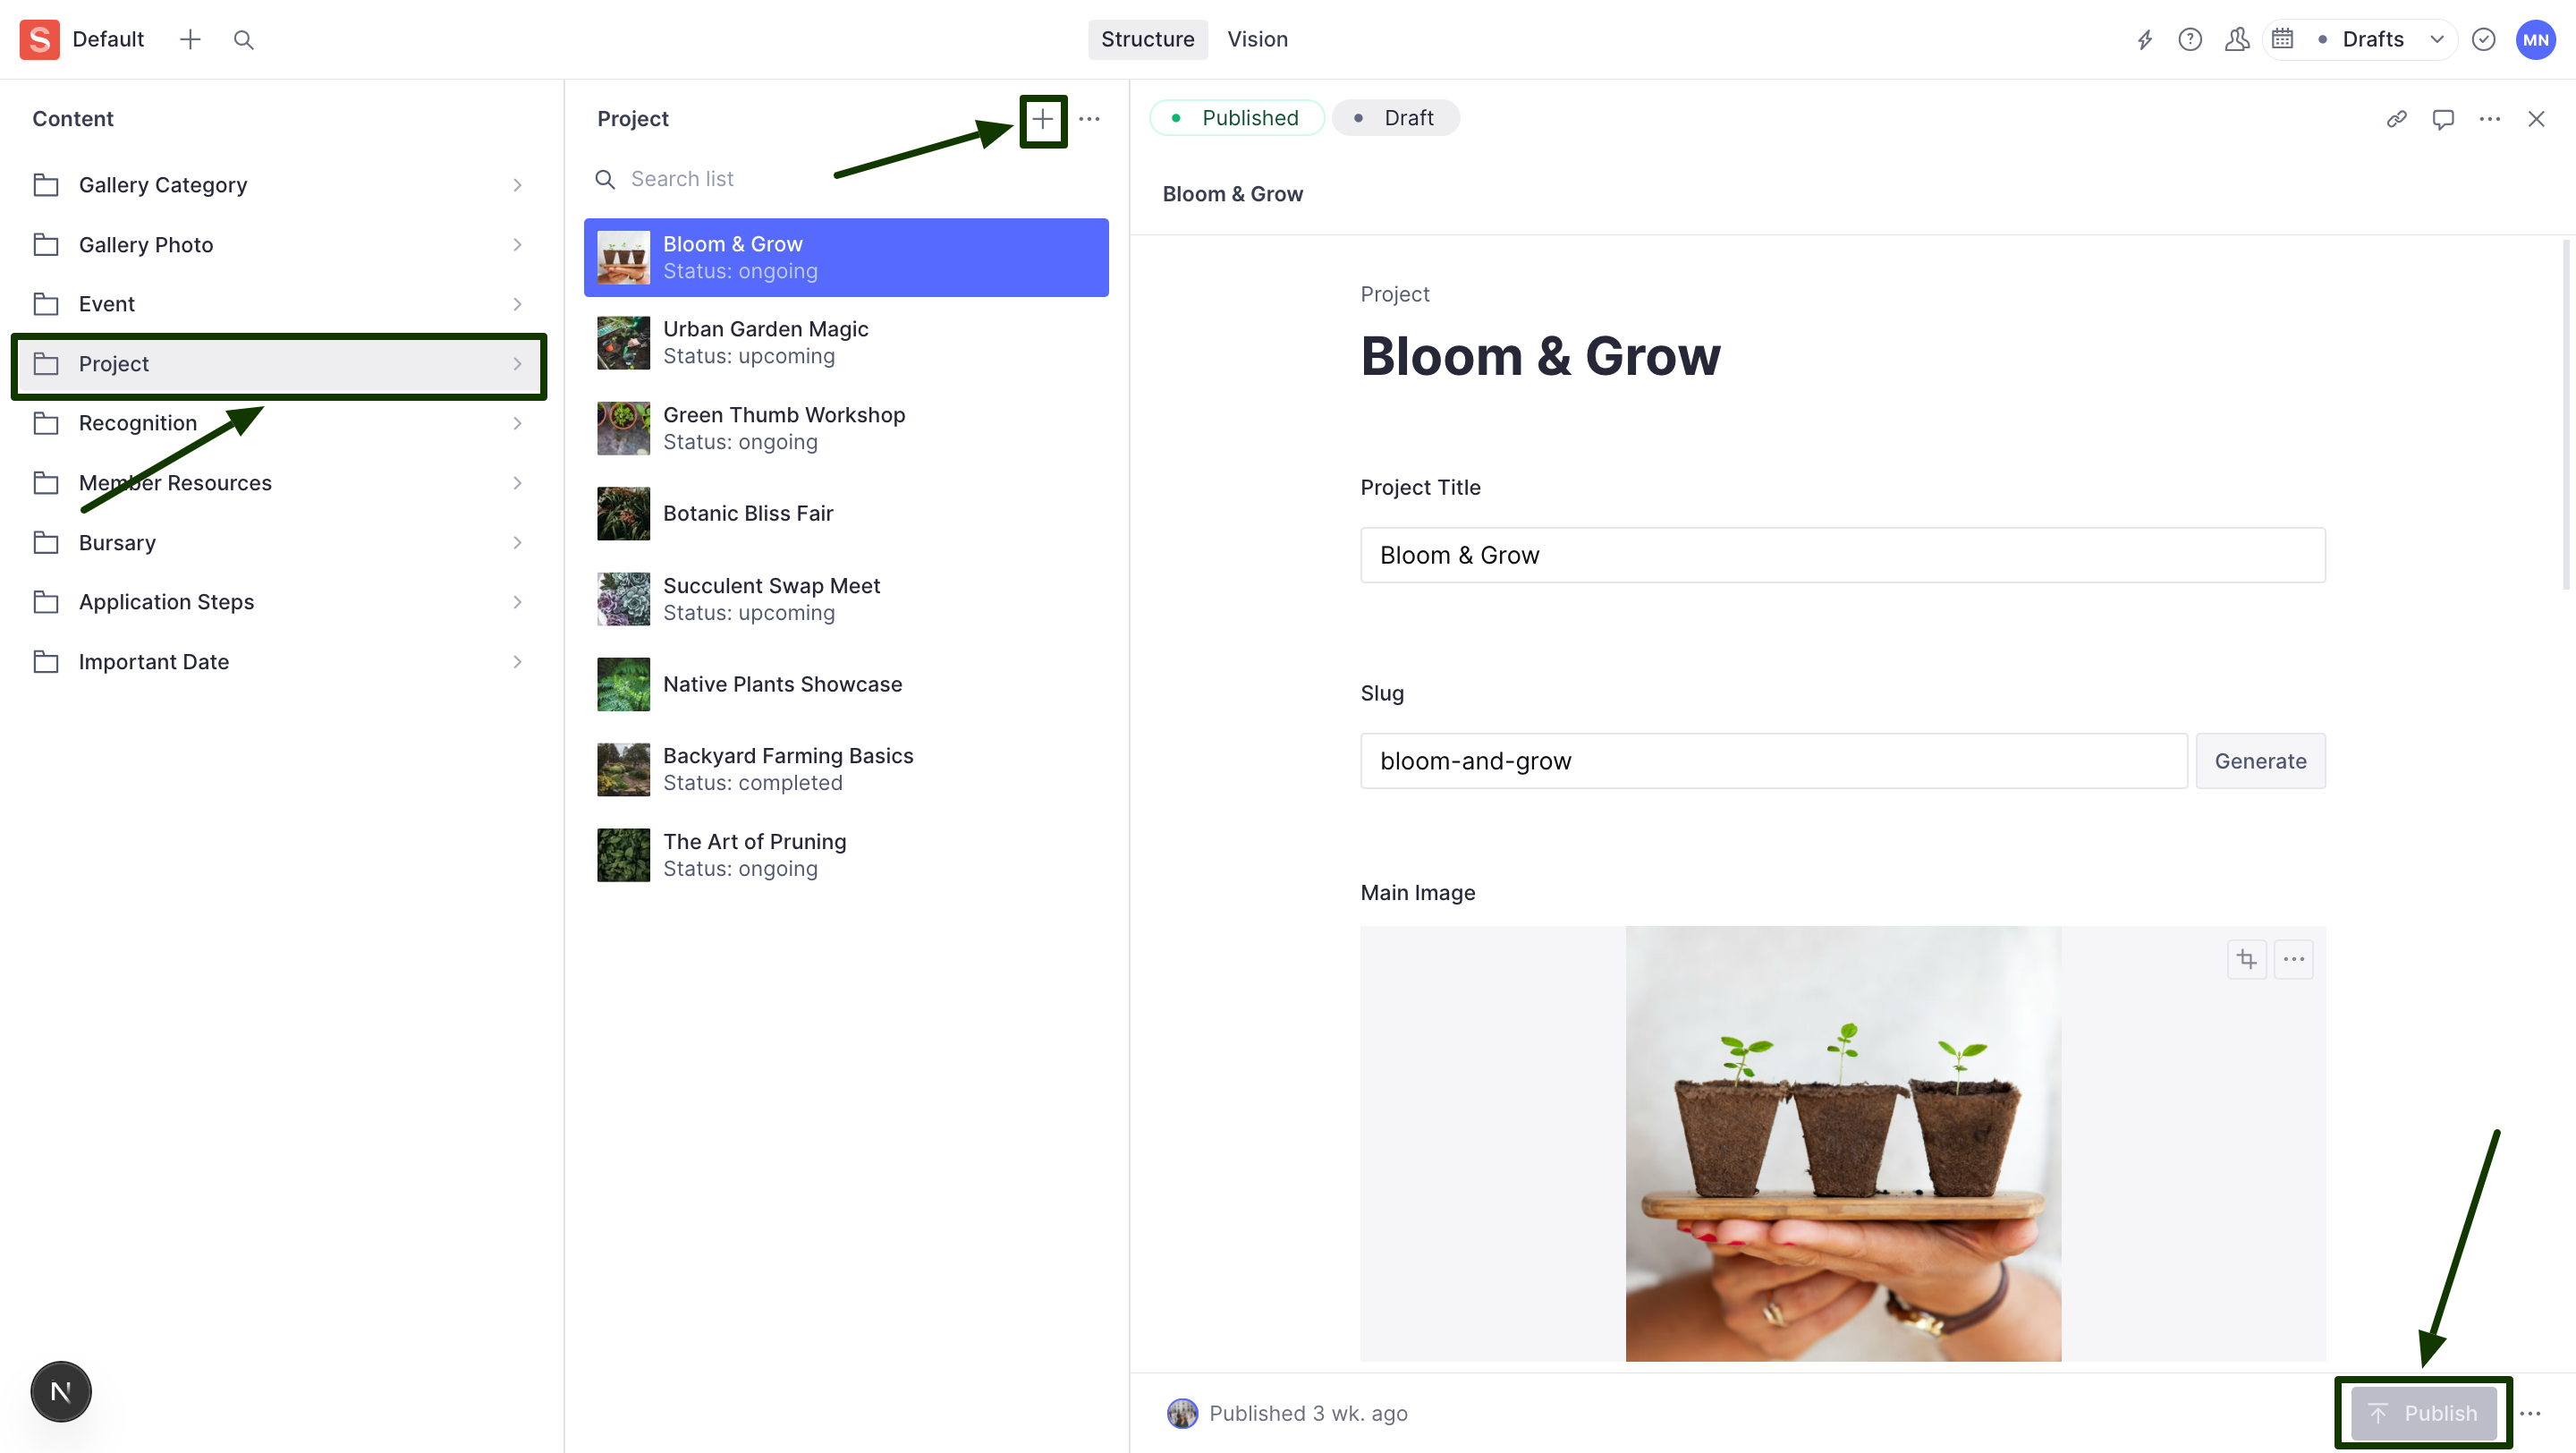 S Default
Structure Vision
Drafts
MN
Content
Gallery Category
Gallery Photo
Event
Project
Recognition
Member Resources
Bursary
Application Steps
Important Date
N
Project
Search list
Bloom & Grow
Status: ongoing
Urban Garden Magic
Status: upcoming
Green Thumb Workshop
Status: ongoing
Botanic Bliss Fair
Succulent Swap Meet
Status: upcoming
Native Plants Showcase
Backyard Farming Basics
Status: completed
The Art of Pruning
Status: ongoing
Published Draft
Bloom & Grow
Project
Bloom & Grow
Project Title
Bloom & Grow
Slug
bloom-and-grow Generate
Main Image
Published 3 wk. ago
Publish